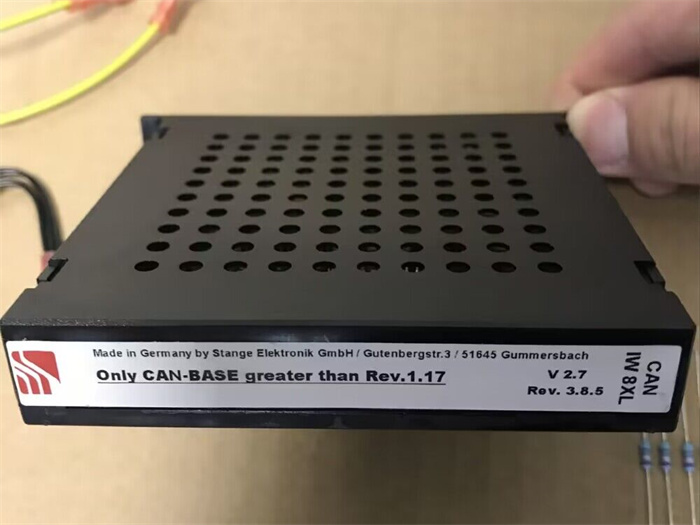 Made in Germany by Stange Elektronik GmbH / Gutenbergstr.3 / 51645 Gummersbach
Only CAN-BASE greater than Rev.1.17
V 2.7
Rev. 3.8.5
CAN
IW 8XL